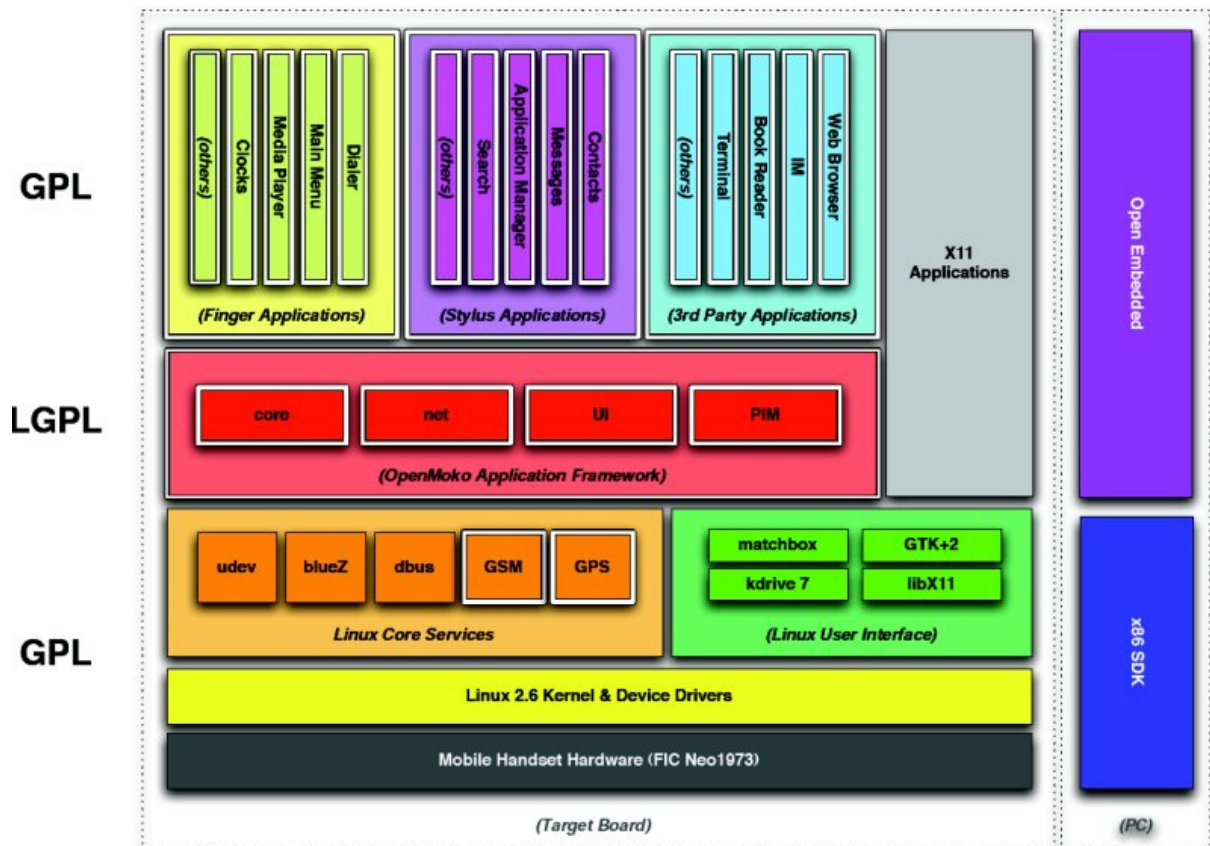 GPL
(others)
Clocks
Media Player
Main Menu
Dialer
(Finger Applications)
(others)
Search
Application Manager
Messages
Contacts
(Stylus Applications)
(others)
Terminal
Book Reader
IM
Web Browser
(3rd Party Applications)
X11
Applications
Open Embedded
LGPL
core
net
UI
PIM
(OpenMoko Application Framework)
GPL
udev
blueZ
dbus
GSM
GPS
Linux Core Services
matchbox
GTK+2
kdrive 7
libX11
(Linux User Interface)
x86 SDK
Linux 2.6 Kernel & Device Drivers
Mobile Handset Hardware (FIC Neo1973)
(Target Board)
(PC)